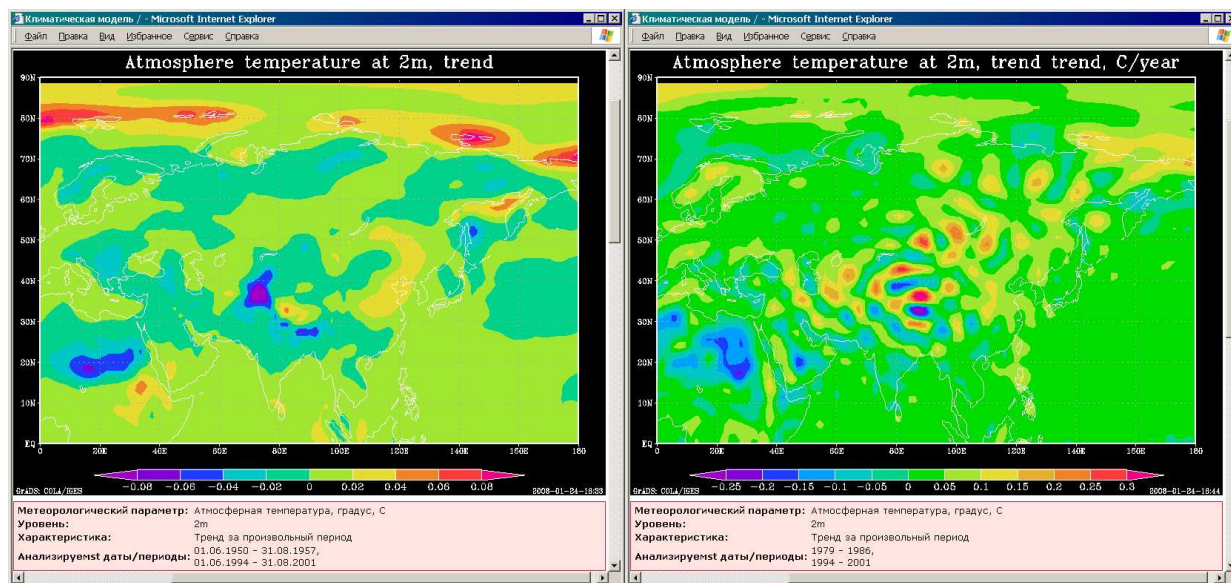 Климатическая модель / - Microsoft Internet Explorer
Файл Правка Вид Избранное Сервис Справка
Atmosphere temperature at 2m, trend
90N
80N
70N
60N
50N
40N
30N
20N
10N
EQ
0 20E 40E 60E 80E 100E 120E 140E 160E 180
-0.08 -0.06 -0.04 -0.02 0 0.02 0.04 0.06 0.08
GrADS: COLA/IGES 2008-01-24-16:33
Метеорологический параметр: Атмосферная температура, градус, С
Уровень: 2m
Характеристика: Тренд за произвольный период
Анализируемst даты/периоды: 01.06.1950 - 31.08.1957,
01.06.1994 - 31.08.2001
Климатическая модель / - Microsoft Internet Explorer
Файл Правка Вид Избранное Сервис Справка
Atmosphere temperature at 2m, trend trend, C/year
90N
80N
70N
60N
50N
40N
30N
20N
10N
EQ
0 20E 40E 60E 80E 100E 120E 140E 160E 180
-0.25 -0.2 -0.15 -0.1 -0.05 0 0.05 0.1 0.15 0.2 0.25 0.3
GrADS: COLA/IGES 2008-01-24-16:44
Метеорологический параметр: Атмосферная температура, градус, С
Уровень: 2m
Характеристика: Тренд за произвольный период
Анализируемst даты/периоды: 1979 - 1986,
1994 - 2001